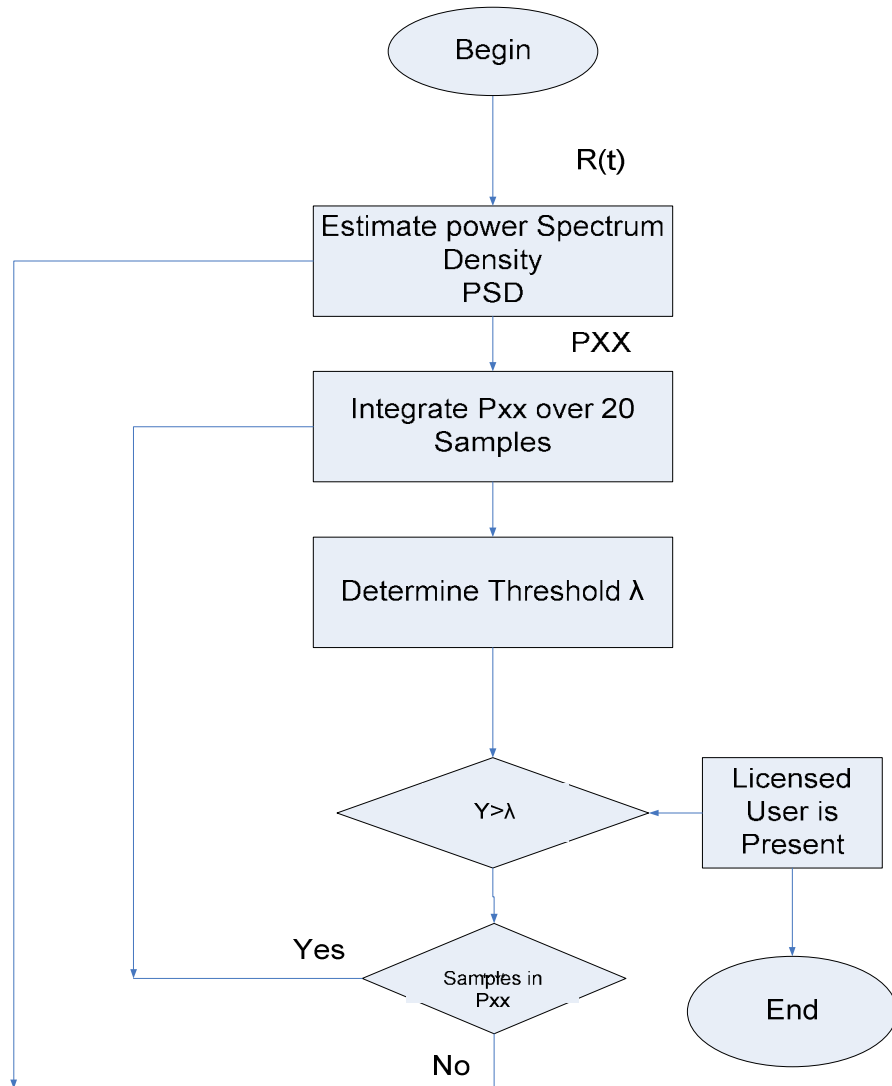 Begin
R(t)
Estimate power Spectrum
Density
PSD
PXX
Integrate Pxx over 20
Samples
Determine Threshold λ
Y>λ
Licensed
User is
Present
Yes
Samples in
Pxx
End
No